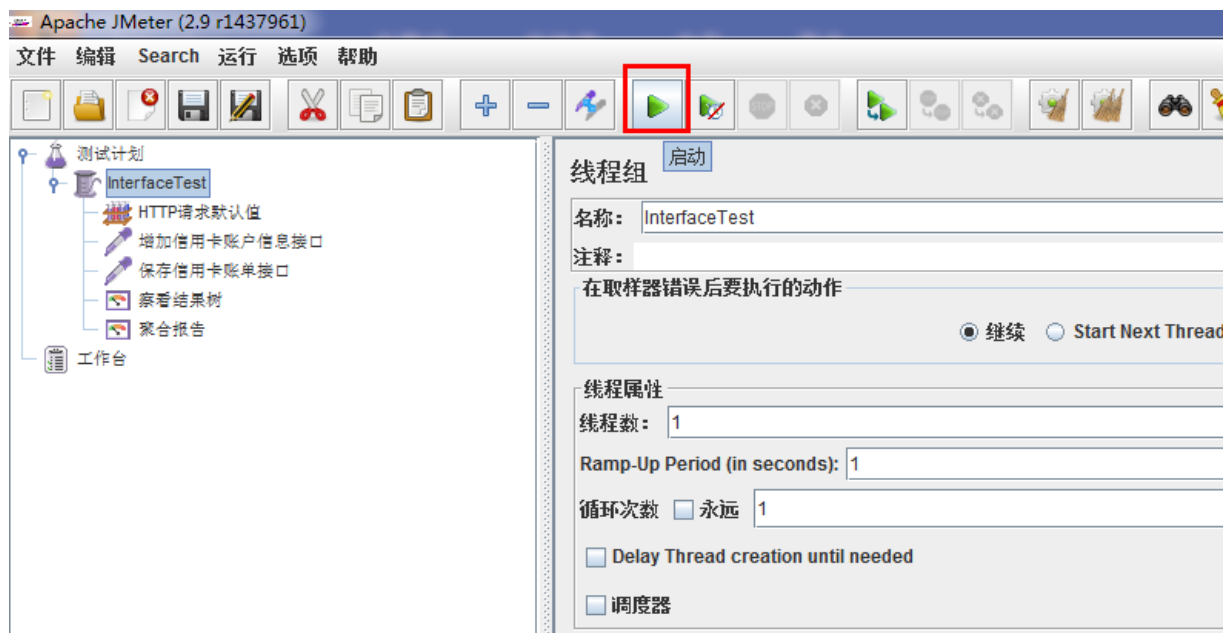 Apache JMeter (2.9 r1437961)
文件 编辑 Search 运行 选项 帮助
STOP
启动
测试计划
InterfaceTest
HTTP请求默认值
增加信用卡账户信息接口
保存信用卡账单接口
察看结果树
聚合报告
工作台
线程组
名称： InterfaceTest
注释：
在取样器错误后要执行的动作
继续 Start Next Thread
线程属性
线程数： 1
Ramp-Up Period (in seconds): 1
循环次数 永远 1
Delay Thread creation until needed
调度器